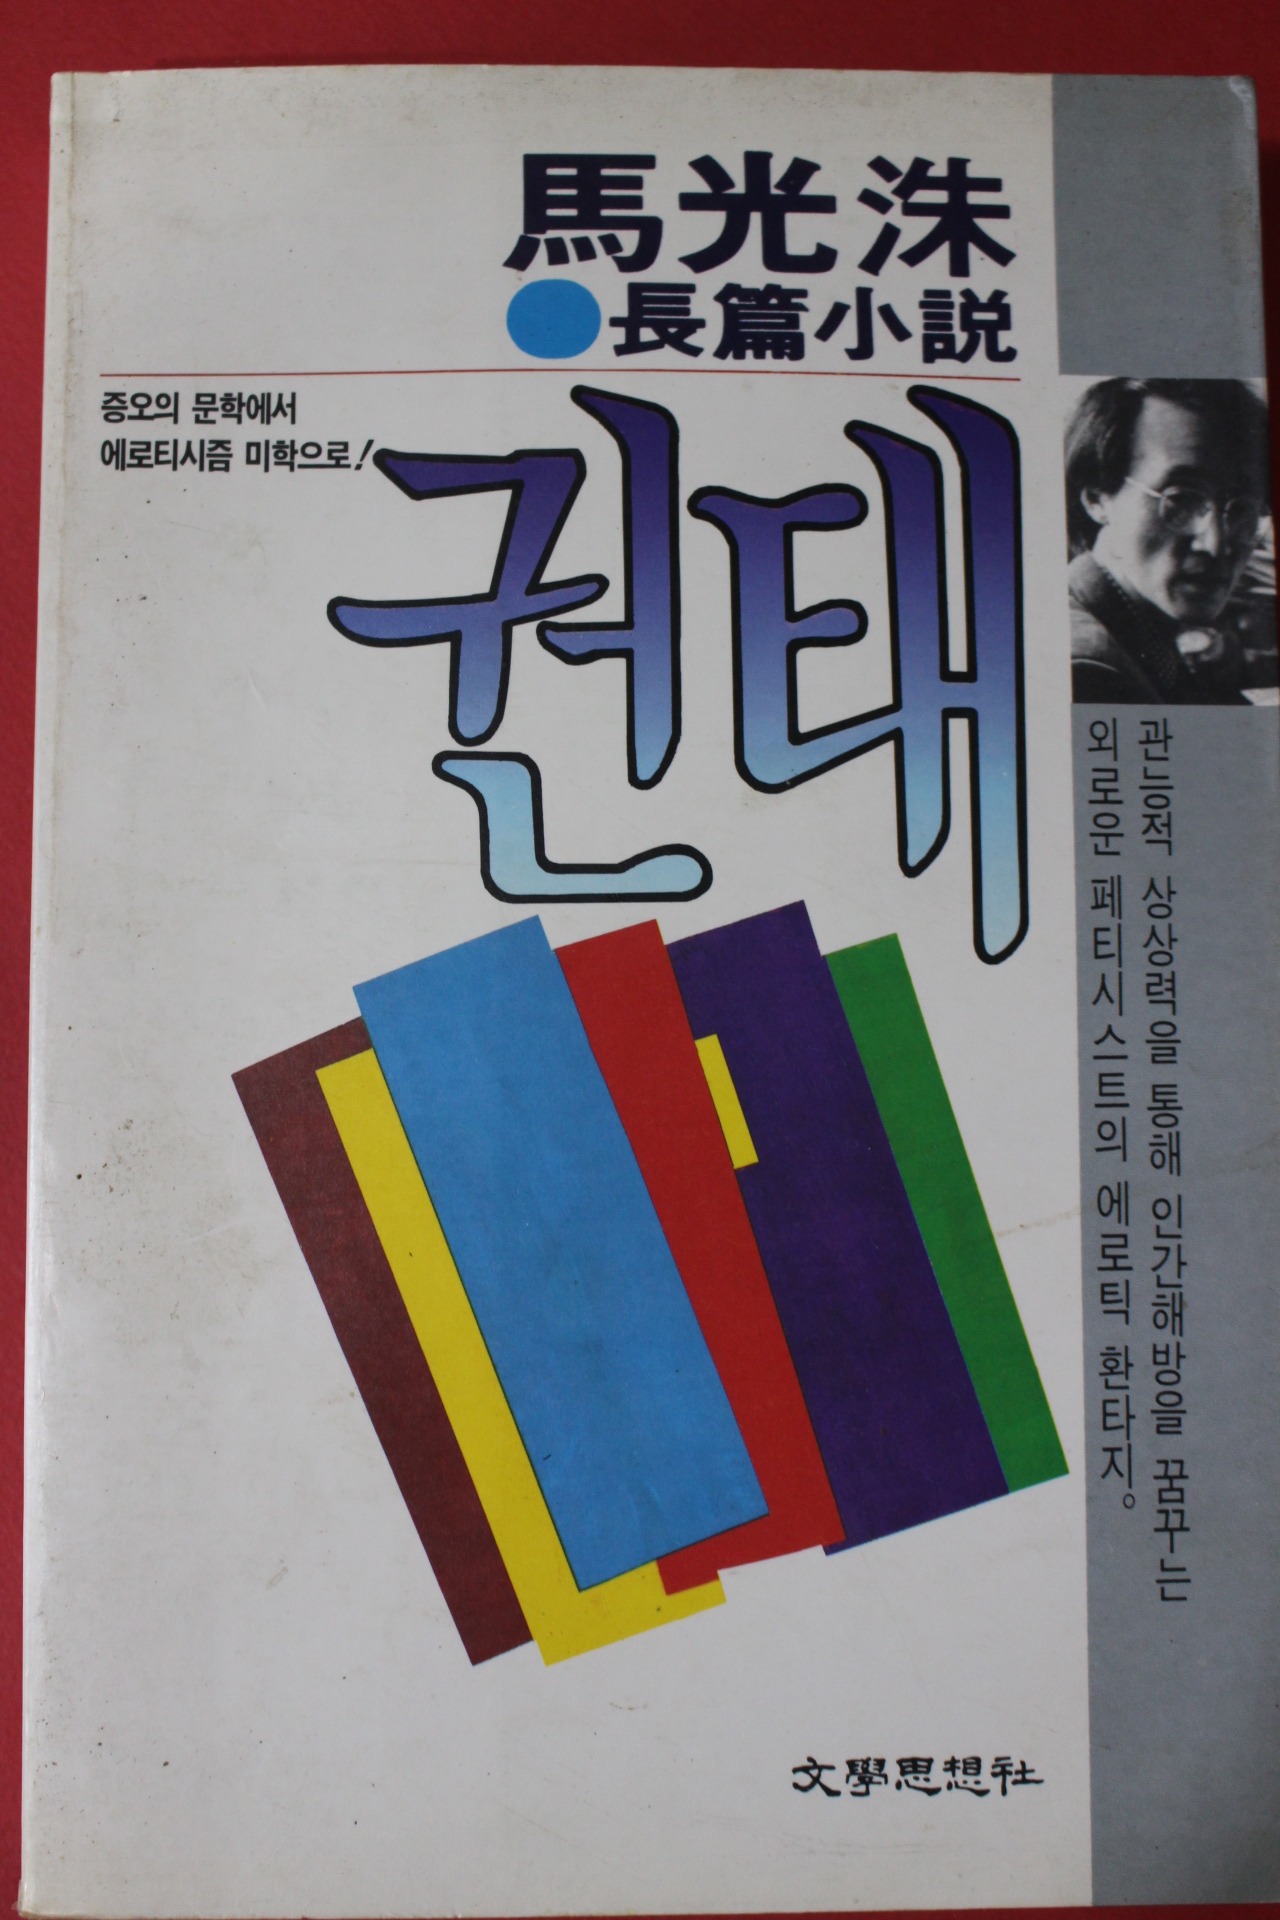 馬光洙
●長篇小説
증오의 문학에서
에로티시즘 미학으로!
권태
관능적 상상력을 통해 인간해방을 꿈꾸는
외로운 페티시스트의 에로틱 환타지。
文學思想社